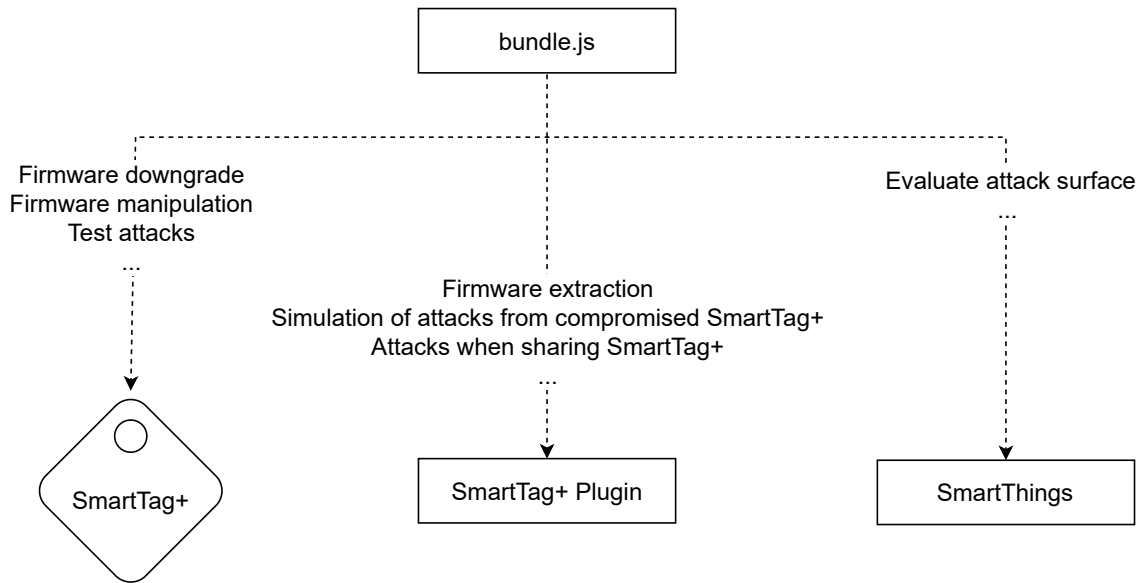 bundle.js
Firmware downgrade
Firmware manipulation
Test attacks
...
Evaluate attack surface
...
Firmware extraction
Simulation of attacks from compromised SmartTag+
Attacks when sharing SmartTag+
...
SmartTag+
SmartTag+ Plugin
SmartThings